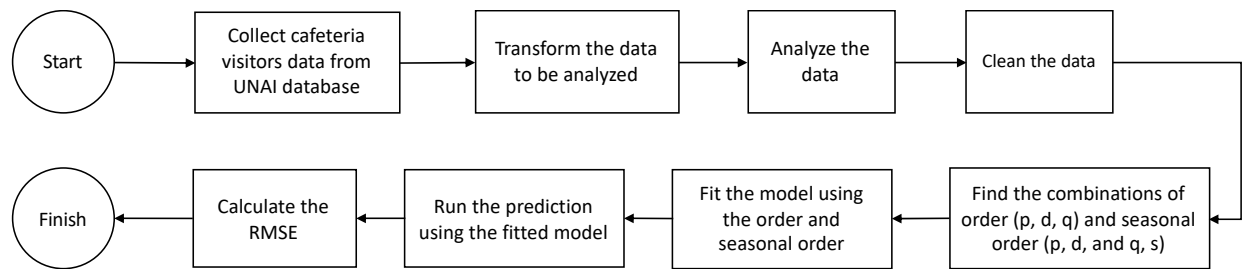 Start
Collect cafeteria
visitors data from
UNAI database
Transform the data
to be analyzed
Analyze the
data
Clean the data
Find the combinations of
order (p, d, q) and seasonal
order (p, d, and q, s)
Fit the model using
the order and
seasonal order
Run the prediction
using the fitted model
Calculate the
RMSE
Finish